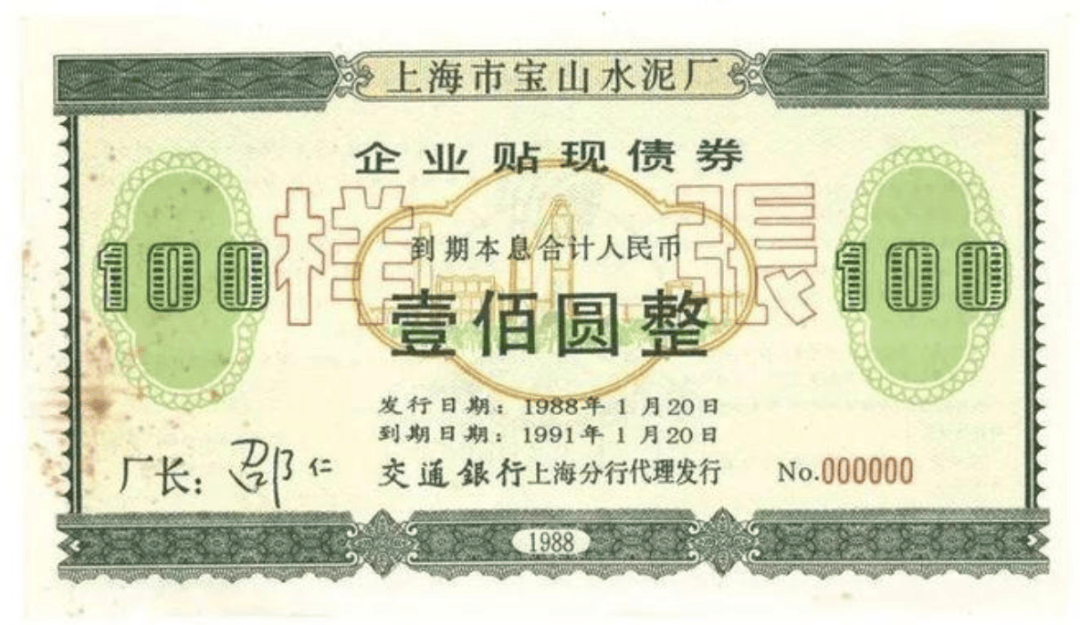 上海市宝山水泥厂
企业贴现债券
样張
100
到期本息合计人民币
100
壹佰圆整
发行日期：1988年1月20日
到期日期：1991年1月20日
厂长：邵仁
交通銀行上海分行代理发行
No.000000
1988